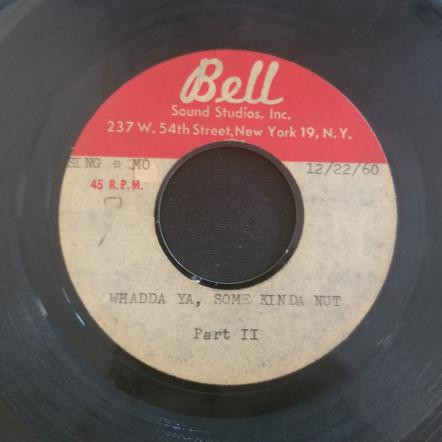 Bell
Sound Studios, Inc.
237 W. 54th Street, New York 19, N. Y.
SING * MO 12/22/60
45 R.P.M.
WHADDA YA, SOME KINDA NUT
Part II